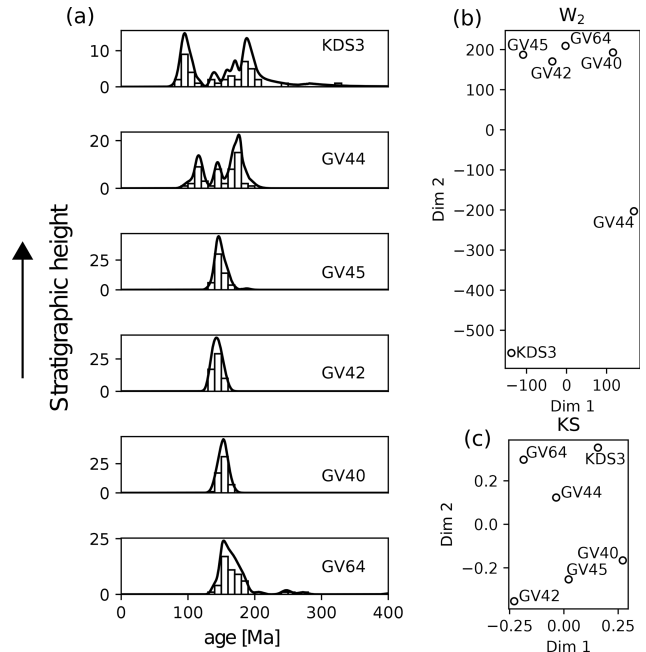 (a)
KDS3
10
0
GV44
20
0
GV45
25
0
GV42
25
0
GV40
25
0
GV64
25
0
0 100 200 300 400
age [Ma]
Stratigraphic height
(b)
W2
GV45
GV64
GV42
GV40
GV44
KDS3
200
100
0
−100
−200
−300
−400
−500
Dim 2
−100 0 100
Dim 1
(c)
KS
GV64
KDS3
GV44
GV40
GV45
GV42
0.2
0.0
−0.2
Dim 2
−0.25 0.00 0.25
Dim 1